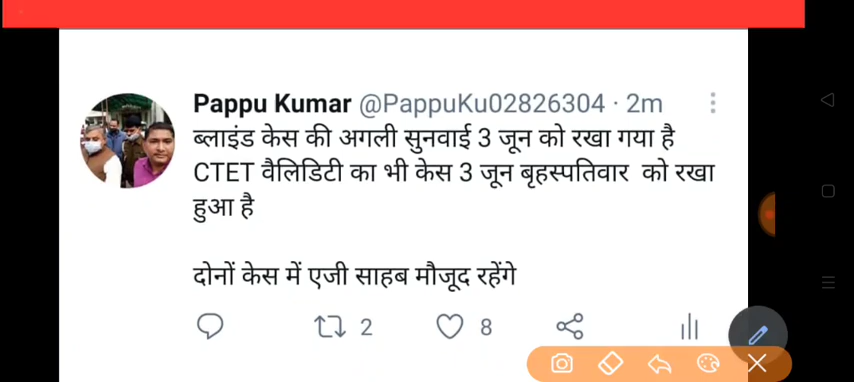 Pappu Kumar @PappuKu02826304 · 2m
ब्लाइंड केस की अगली सुनवाई 3 जून को रखा गया है
CTET वैलिडिटी का भी केस 3 जून बृहस्पतिवार को रखा
हुआ है
दोनों केस में एजी साहब मौजूद रहेंगे
2 8